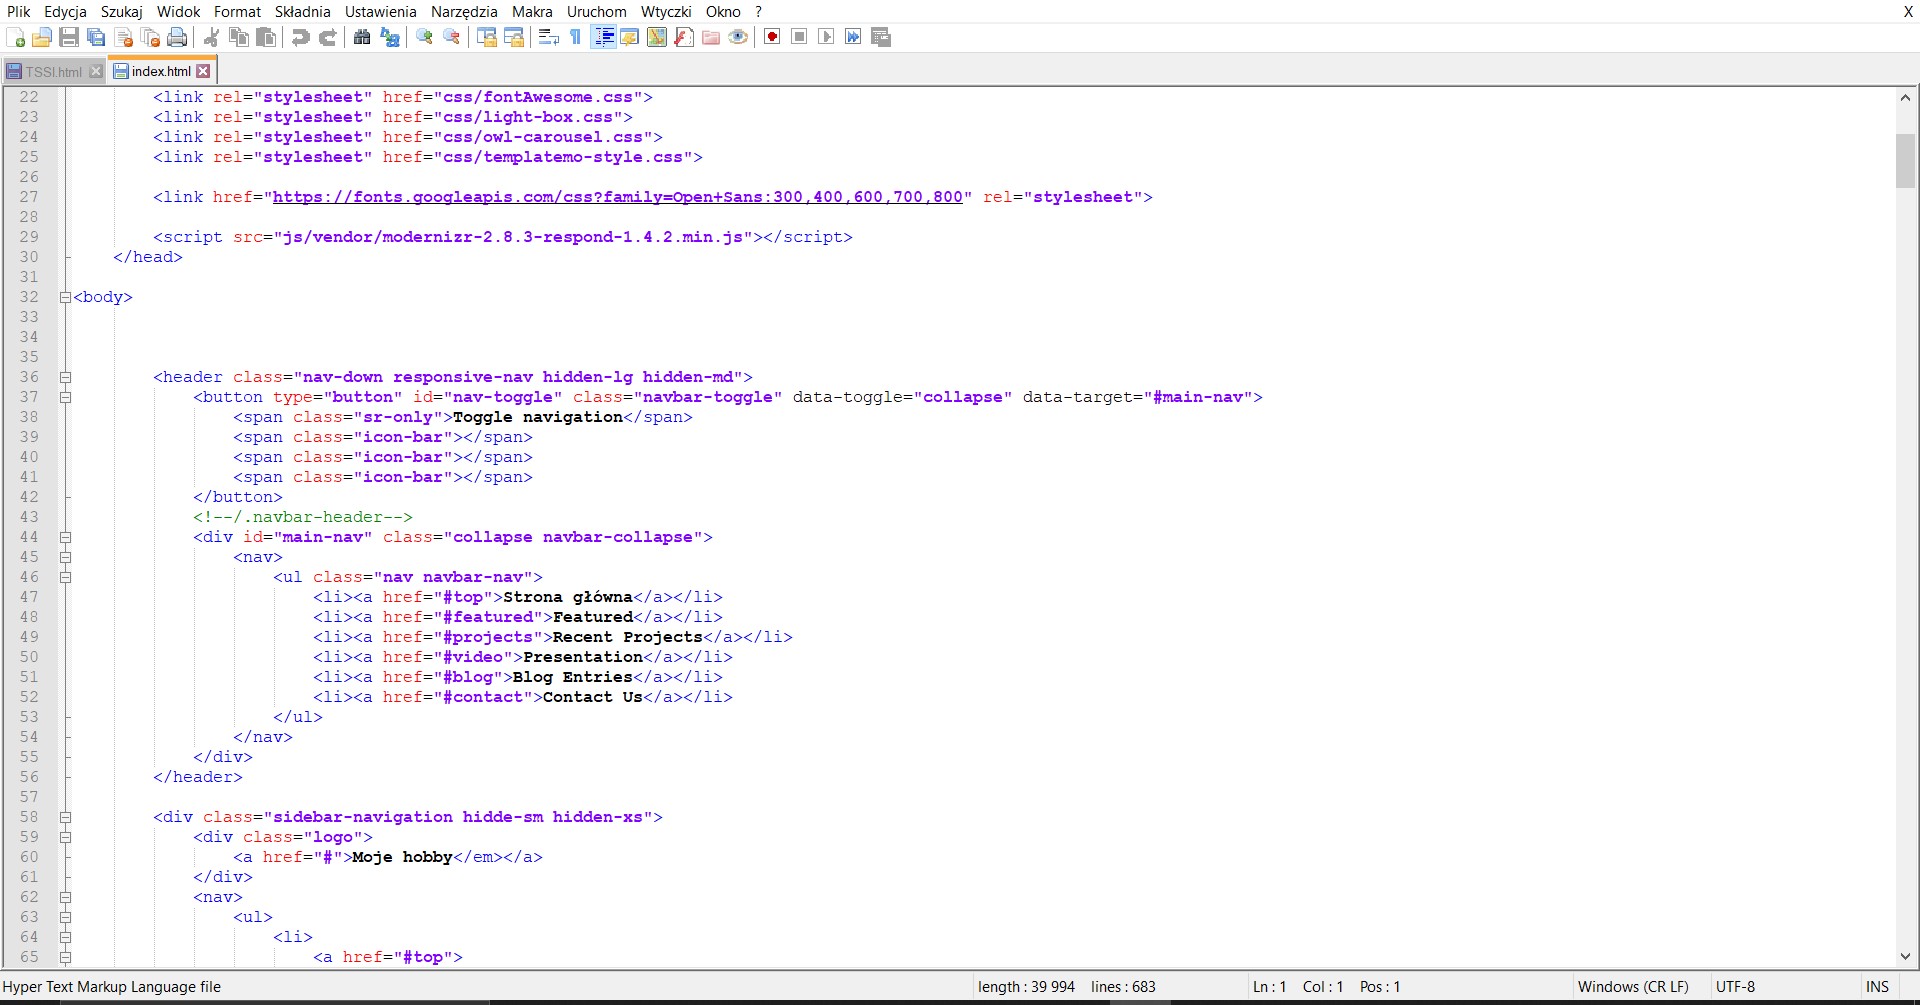 Plik Edycja Szukaj Widok Format Składnia Ustawienia Narzędzia Makra Uruchom Wtyczki Okno ? X
TSSI.html index.html
22 <link rel="stylesheet" href="css/fontAwesome.css">
23 <link rel="stylesheet" href="css/light-box.css">
24 <link rel="stylesheet" href="css/owl-carousel.css">
25 <link rel="stylesheet" href="css/templatemo-style.css">
26
27 <link href="https://fonts.googleapis.com/css?family=Open+Sans:300,400,600,700,800" rel="stylesheet">
28
29 <script src="js/vendor/modernizr-2.8.3-respond-1.4.2.min.js"></script>
30 </head>
31
32 <body>
33
34
35
36 <header class="nav-down responsive-nav hidden-lg hidden-md">
37 <button type="button" id="nav-toggle" class="navbar-toggle" data-toggle="collapse" data-target="#main-nav">
38 <span class="sr-only">Toggle navigation</span>
39 <span class="icon-bar"></span>
40 <span class="icon-bar"></span>
41 <span class="icon-bar"></span>
42 </button>
43 <!--/.navbar-header-->
44 <div id="main-nav" class="collapse navbar-collapse">
45 <nav>
46 <ul class="nav navbar-nav">
47 <li><a href="#top">Strona główna</a></li>
48 <li><a href="#featured">Featured</a></li>
49 <li><a href="#projects">Recent Projects</a></li>
50 <li><a href="#video">Presentation</a></li>
51 <li><a href="#blog">Blog Entries</a></li>
52 <li><a href="#contact">Contact Us</a></li>
53 </ul>
54 </nav>
55 </div>
56 </header>
57
58 <div class="sidebar-navigation hidde-sm hidden-xs">
59 <div class="logo">
60 <a href="#">Moje hobby</em></a>
61 </div>
62 <nav>
63 <ul>
64 <li>
65 <a href="#top">
Hyper Text Markup Language file length : 39 994 lines : 683 Ln : 1 Col : 1 Pos : 1 Windows (CR LF) UTF-8 INS